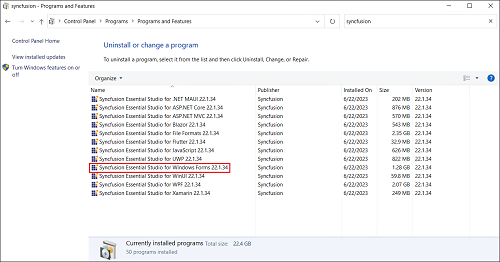 syncfusion - Programs and Features
Control Panel > Programs > Programs and Features
syncfusion
Control Panel Home
View installed updates
Turn Windows features on or off
Uninstall or change a program
To uninstall a program, select it from the list and then click Uninstall, Change, or Repair.
Organize
Name Publisher Installed On Size Version
Syncfusion Essential Studio for .NET MAUI 22.1.34 Syncfusion 6/22/2023 202 MB 22.1.34
Syncfusion Essential Studio for ASP.NET Core 22.1.34 Syncfusion 6/22/2023 876 MB 22.1.34
Syncfusion Essential Studio for ASP.NET MVC 22.1.34 Syncfusion 6/22/2023 570 MB 22.1.34
Syncfusion Essential Studio for Blazor 22.1.34 Syncfusion 6/22/2023 543 MB 22.1.34
Syncfusion Essential Studio for File Formats 22.1.34 Syncfusion 6/22/2023 2.35 GB 22.1.34
Syncfusion Essential Studio for Flutter 22.1.34 Syncfusion 6/22/2023 32.9 MB 22.1.34
Syncfusion Essential Studio for JavaScript 22.1.34 Syncfusion 6/22/2023 626 MB 22.1.34
Syncfusion Essential Studio for UWP 22.1.34 Syncfusion 6/22/2023 822 MB 22.1.34
Syncfusion Essential Studio for Windows Forms 22.1.34 Syncfusion 6/22/2023 1.28 GB 22.1.34
Syncfusion Essential Studio for WinUI 22.1.34 Syncfusion 6/22/2023 59.8 MB 22.1.34
Syncfusion Essential Studio for WPF 22.1.34 Syncfusion 6/22/2023 2.07 GB 22.1.34
Syncfusion Essential Studio for Xamarin 22.1.34 Syncfusion 6/22/2023 249 MB 22.1.34
Currently installed programs Total size: 22.4 GB
50 programs installed